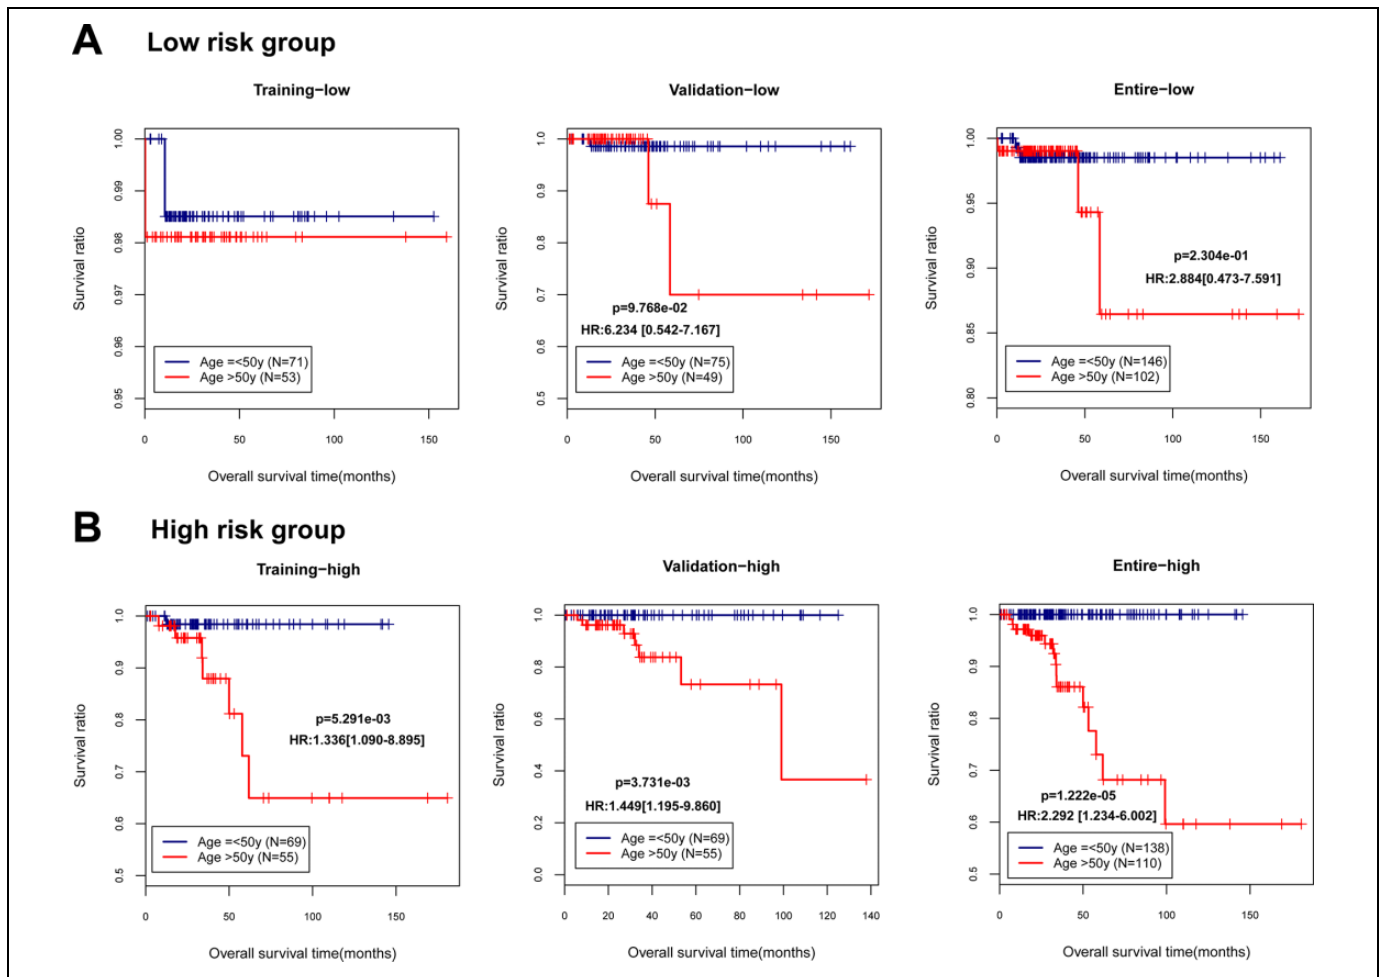 A Low risk group
Training-low
Survival ratio
1.00
0.99
0.98
0.97
0.96
0.95
Age =<50y (N=71)
Age >50y (N=53)
0 50 100 150
Overall survival time(months)
Validation-low
Survival ratio
1.0
0.9
0.8
0.7
0.6
0.5
p=9.768e-02
HR:6.234 [0.542-7.167]
Age =<50y (N=75)
Age >50y (N=49)
0 50 100 150
Overall survival time(months)
Entire-low
Survival ratio
1.00
0.95
0.90
0.85
0.80
p=2.304e-01
HR:2.884[0.473-7.591]
Age =<50y (N=146)
Age >50y (N=102)
0 50 100 150
Overall survival time(months)
B High risk group
Training-high
Survival ratio
1.0
0.9
0.8
0.7
0.6
0.5
p=5.291e-03
HR:1.336[1.090-8.895]
Age =<50y (N=69)
Age >50y (N=55)
0 50 100 150
Overall survival time(months)
Validation-high
Survival ratio
1.0
0.8
0.6
0.4
0.2
0.0
p=3.731e-03
HR:1.449[1.195-9.860]
Age =<50y (N=69)
Age >50y (N=55)
0 20 40 60 80 100 120 140
Overall survival time(months)
Entire-high
Survival ratio
1.0
0.9
0.8
0.7
0.6
0.5
p=1.222e-05
HR:2.292 [1.234-6.002]
Age =<50y (N=138)
Age >50y (N=110)
0 50 100 150
Overall survival time(months)